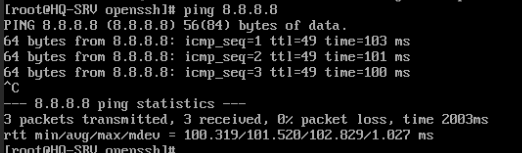 [root@HQ-SRV openssh]# ping 8.8.8.8
PING 8.8.8.8 (8.8.8.8) 56(84) bytes of data.
64 bytes from 8.8.8.8: icmp_seq=1 ttl=49 time=103 ms
64 bytes from 8.8.8.8: icmp_seq=2 ttl=49 time=101 ms
64 bytes from 8.8.8.8: icmp_seq=3 ttl=49 time=100 ms
^C
--- 8.8.8.8 ping statistics ---
3 packets transmitted, 3 received, 0% packet loss, time 2003ms
rtt min/avg/max/mdev = 100.319/101.520/102.829/1.027 ms
[root@HQ-SRV openssh]#